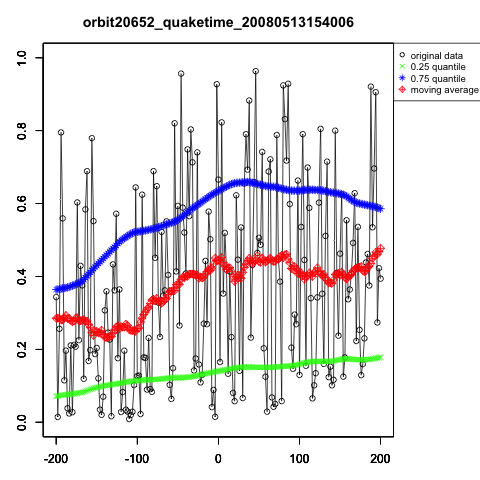 orbit20652_quaketime_20080513154006
original data
0.25 quantile
0.75 quantile
moving average
1.0
0.8
0.6
0.4
0.2
0.0
-200 -100 0 100 200